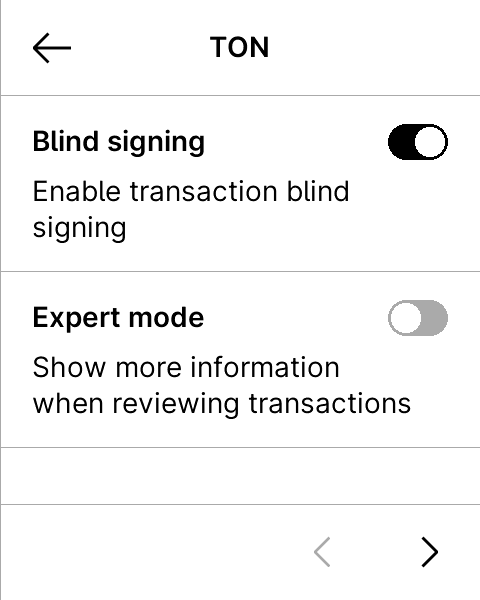 TON
Blind signing
Enable transaction blind
signing
Expert mode
Show more information
when reviewing transactions